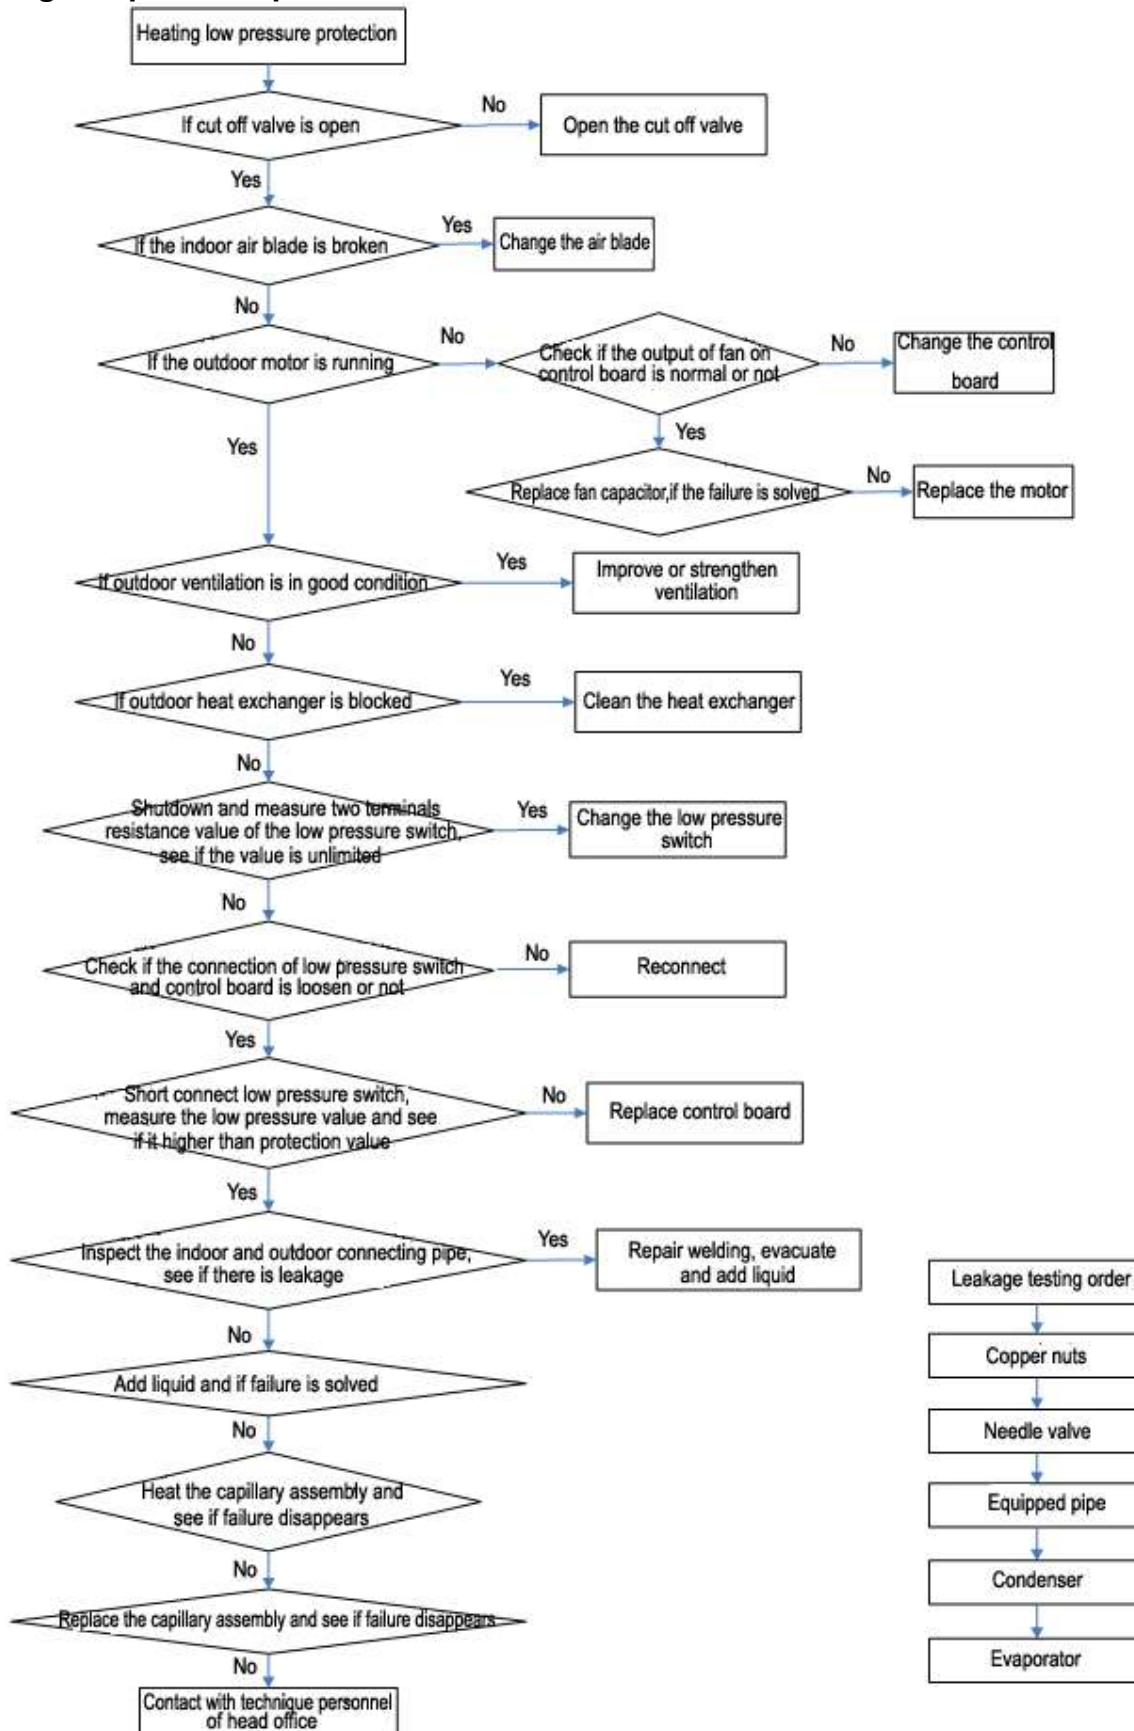 Heating low pressure protection
If cut off valve is open
No
Open the cut off valve
Yes
If the indoor air blade is broken
Yes
Change the air blade
No
If the outdoor motor is running
No
Check if the output of fan on
control board is normal or not
No
Change the control
board
Yes
Yes
Replace fan capacitor,if the failure is solved
No
Replace the motor
If outdoor ventilation is in good condition
Yes
Improve or strengthen
ventilation
No
If outdoor heat exchanger is blocked
Yes
Clean the heat exchanger
No
Shutdown and measure two terminals
resistance value of the low pressure switch,
see if the value is unlimited
Yes
Change the low pressure
switch
No
Check if the connection of low pressure switch
and control board is loosen or not
No
Reconnect
Yes
Short connect low pressure switch,
measure the low pressure value and see
if it higher than protection value
No
Replace control board
Yes
Inspect the indoor and outdoor connecting pipe,
see if there is leakage
Yes
Repair welding, evacuate
and add liquid
No
Add liquid and if failure is solved
No
Heat the capillary assembly and
see if failure disappears
No
Replace the capillary assembly and see if failure disappears
No
Contact with technique personnel
of head office
Leakage testing order
Copper nuts
Needle valve
Equipped pipe
Condenser
Evaporator